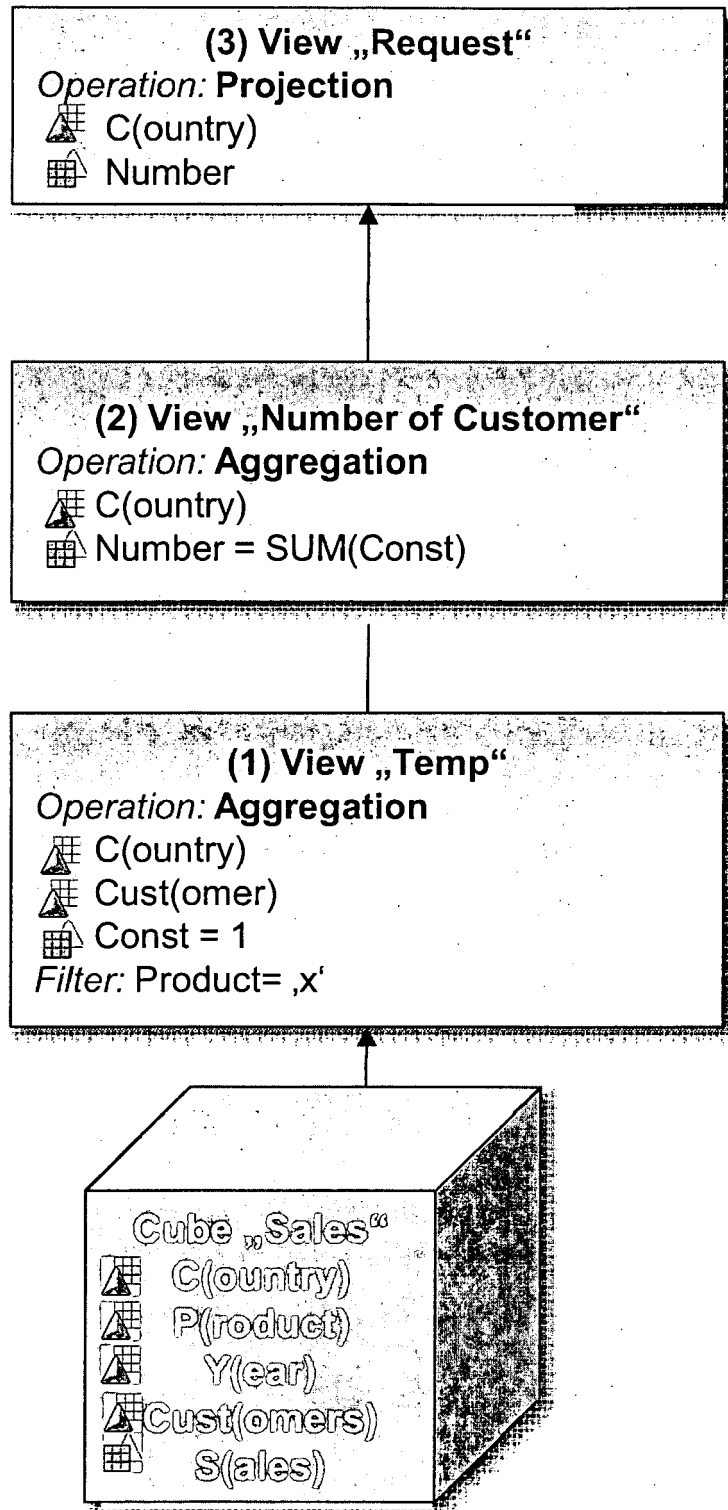 (3) View „Request“
Operation: Projection
C(ountry)
Number
(2) View „Number of Customer“
Operation: Aggregation
C(ountry)
Number = SUM(Const)
(1) View „Temp“
Operation: Aggregation
C(ountry)
Cust(omer)
Const = 1
Filter: Product= ‚x‘
Cube „Sales“
C(ountry)
P(roduct)
Y(ear)
Cust(omers)
S(ales)